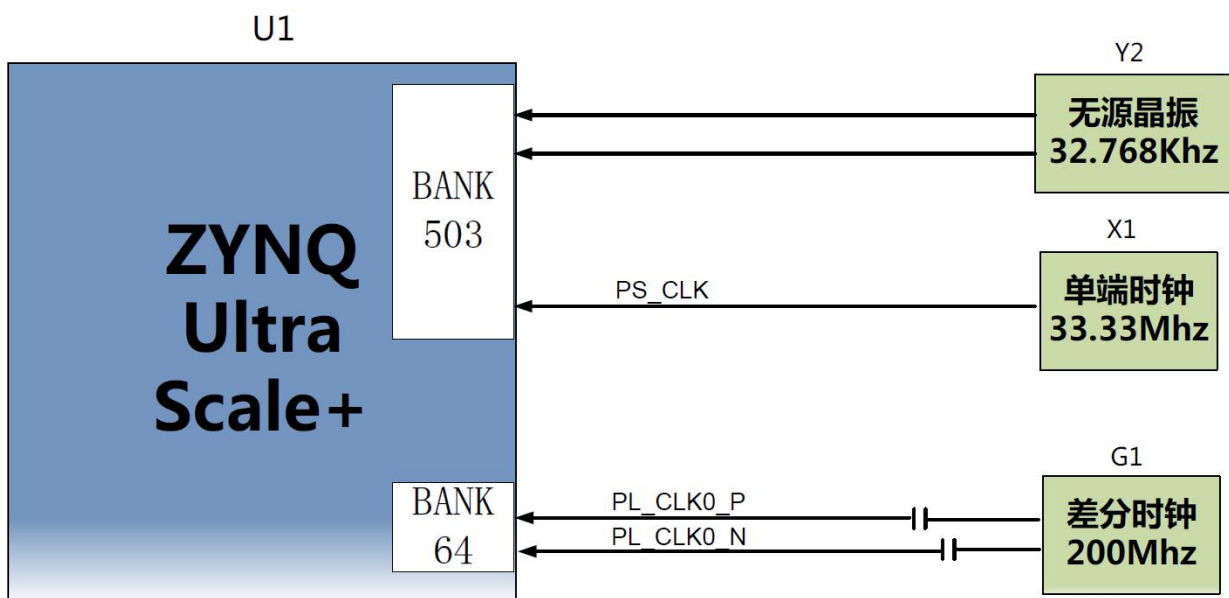 U1
ZYNQ
Ultra
Scale+
BANK
503
BANK
64
PS_CLK
PL_CLK0_P
PL_CLK0_N
Y2
无源晶振
32.768Khz
X1
单端时钟
33.33Mhz
G1
差分时钟
200Mhz